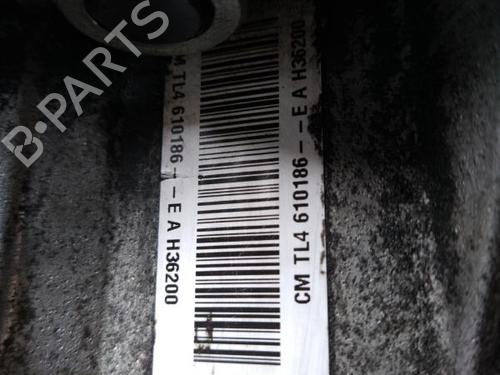 CM TL4 610186--E A H36200
M TL4 610186--E A H36200
B-PARTS